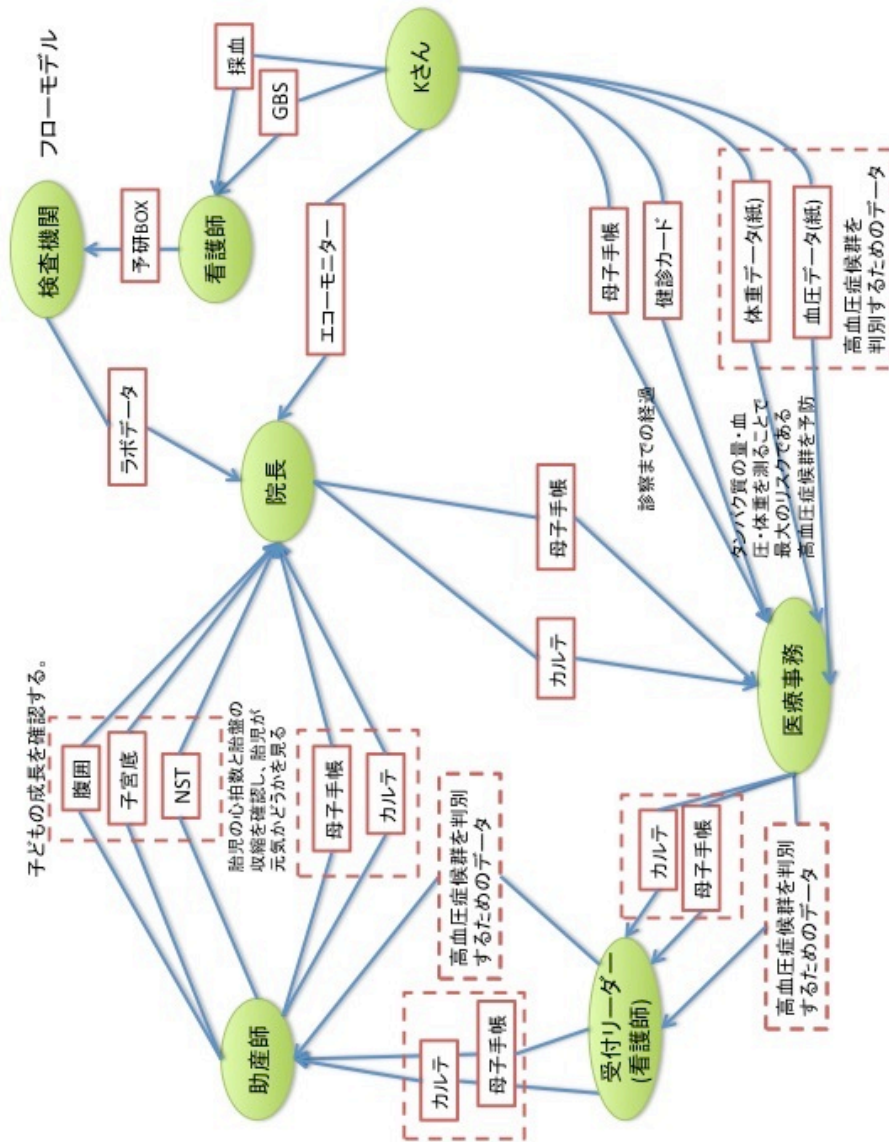 フローモデル
検査機関
予研BOX
看護師
採血
GBS
Kさん
ラボデータ
エコーモニター
院長
母子手帳
健診カード
体重データ(紙)
血圧データ(紙)
高血圧症候群を
判別するためのデータ
診察までの経過
タンパク質の量・血
圧・体重を測ることで
最大のリスクである
高血圧症候群を予防
子どもの成長を確認する。
腹囲
子宮底
NST
胎児の心拍数と胎盤の
収縮を確認し、胎児が
元気かどうかを見る
母子手帳
カルテ
母子手帳
カルテ
医療事務
助産師
高血圧症候群を判別
するためのデータ
カルテ
母子手帳
カルテ
母子手帳
受付リーダー
(看護師)
高血圧症候群を判別
するためのデータ